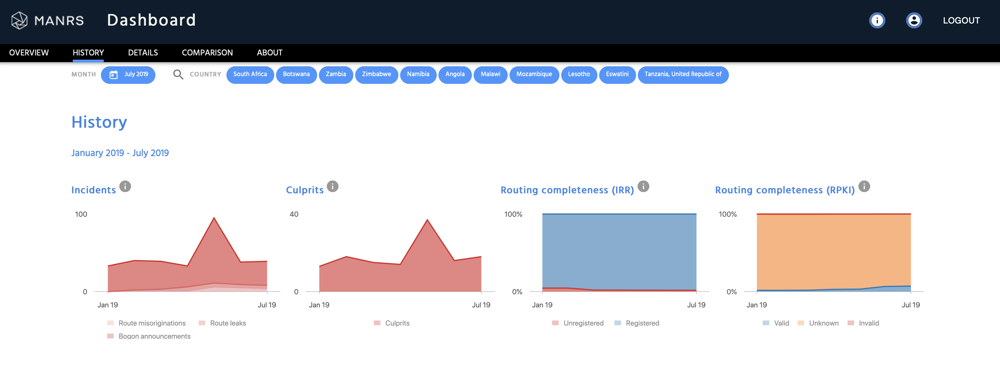 MANRS Dashboard LOGOUT
OVERVIEW HISTORY DETAILS COMPARISON ABOUT
MONTH July 2019 COUNTRY South Africa Botswana Zambia Zimbabwe Namibia Angola Malawi Mozambique Lesotho Eswatini Tanzania, United Republic of
History
January 2019 - July 2019
Incidents
100
0
Jan 19 Jul 19
Route misoriginations Route leaks
Bogon announcements
Culprits
40
0
Jan 19 Jul 19
Culprits
Routing completeness (IRR)
100%
0%
Jan 19 Jul 19
Unregistered Registered
Routing completeness (RPKI)
100%
0%
Jan 19 Jul 19
Valid Unknown Invalid